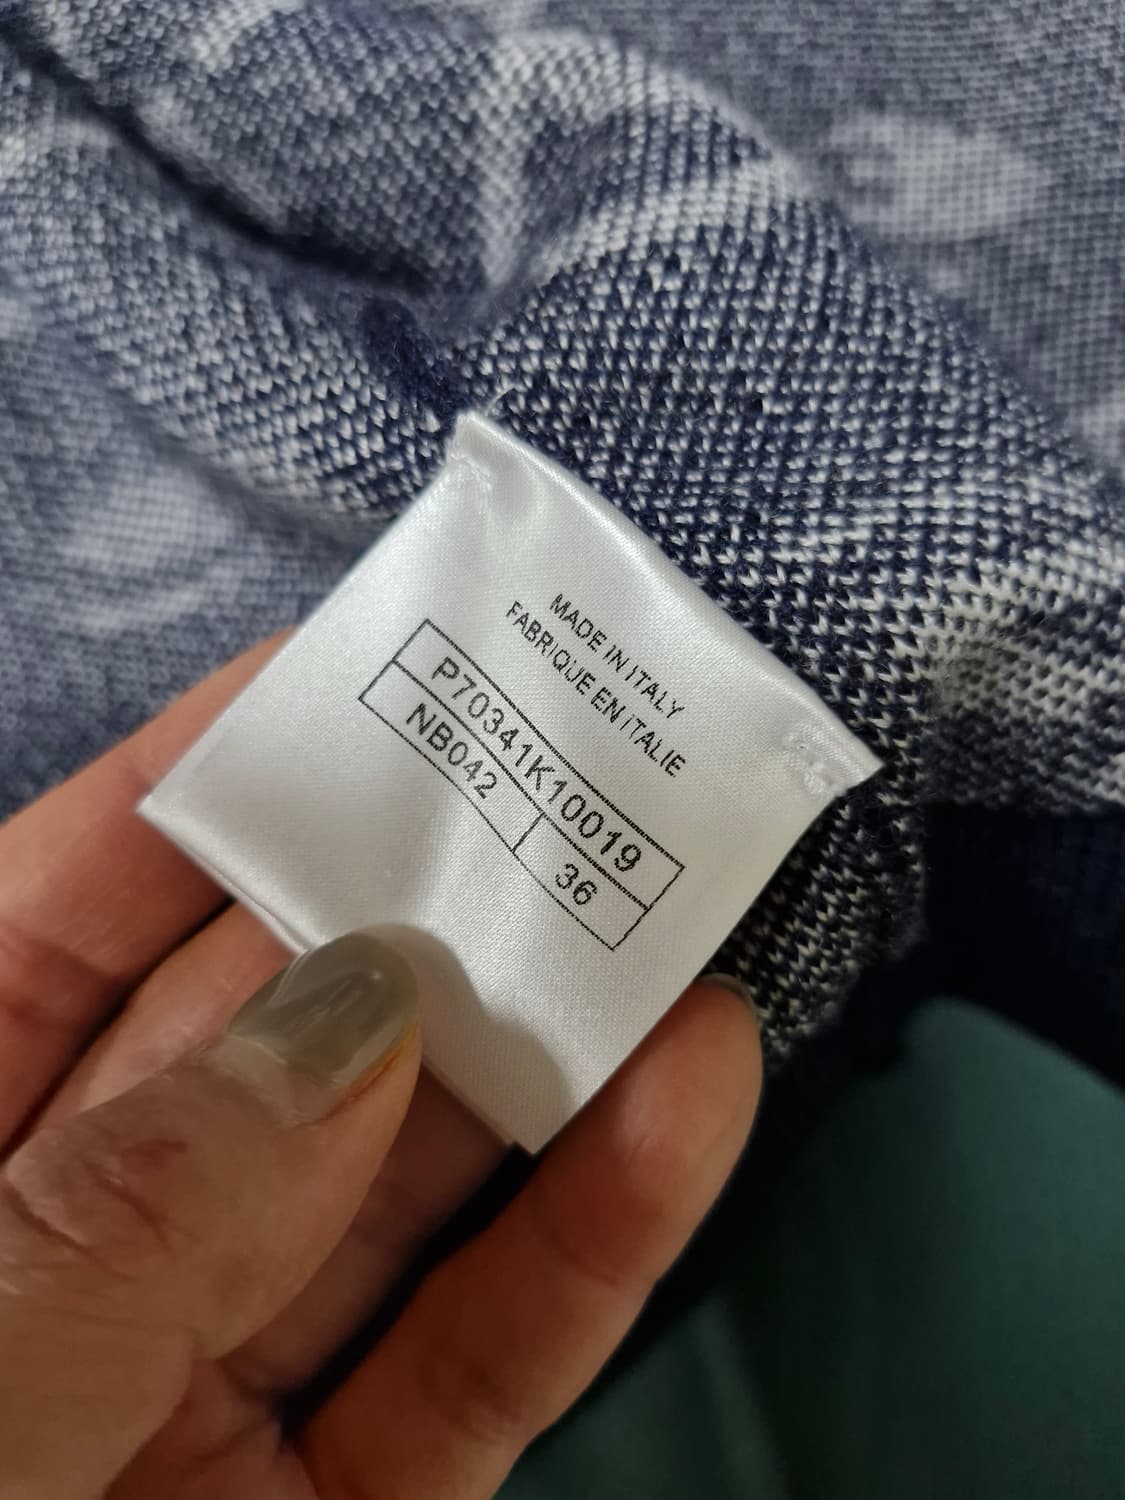 MADE IN ITALY
FABRIQUE EN ITALIE
P70341K10019
NB042 36